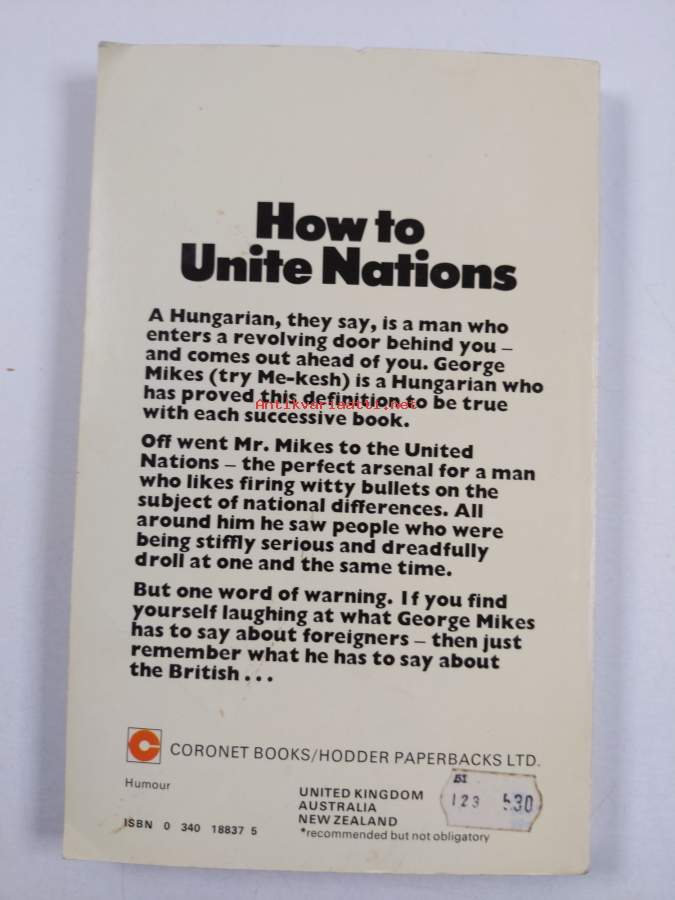 How to
Unite Nations
A Hungarian, they say, is a man who
enters a revolving door behind you –
and comes out ahead of you. George
Mikes (try Me-kesh) is a Hungarian who
has proved this definition to be true
Antikvariaatti.net
with each successive book.
Off went Mr. Mikes to the United
Nations – the perfect arsenal for a man
who likes firing witty bullets on the
subject of national differences. All
around him he saw people who were
being stiffly serious and dreadfully
droll at one and the same time.
But one word of warning. If you find
yourself laughing at what George Mikes
has to say about foreigners – then just
remember what he has to say about
the British ...
CORONET BOOKS/HODDER PAPERBACKS LTD.
Humour
UNITED KINGDOM
AUSTRALIA
NEW ZEALAND
*recommended but not obligatory
ISBN 0 340 18837 5
123 5.30